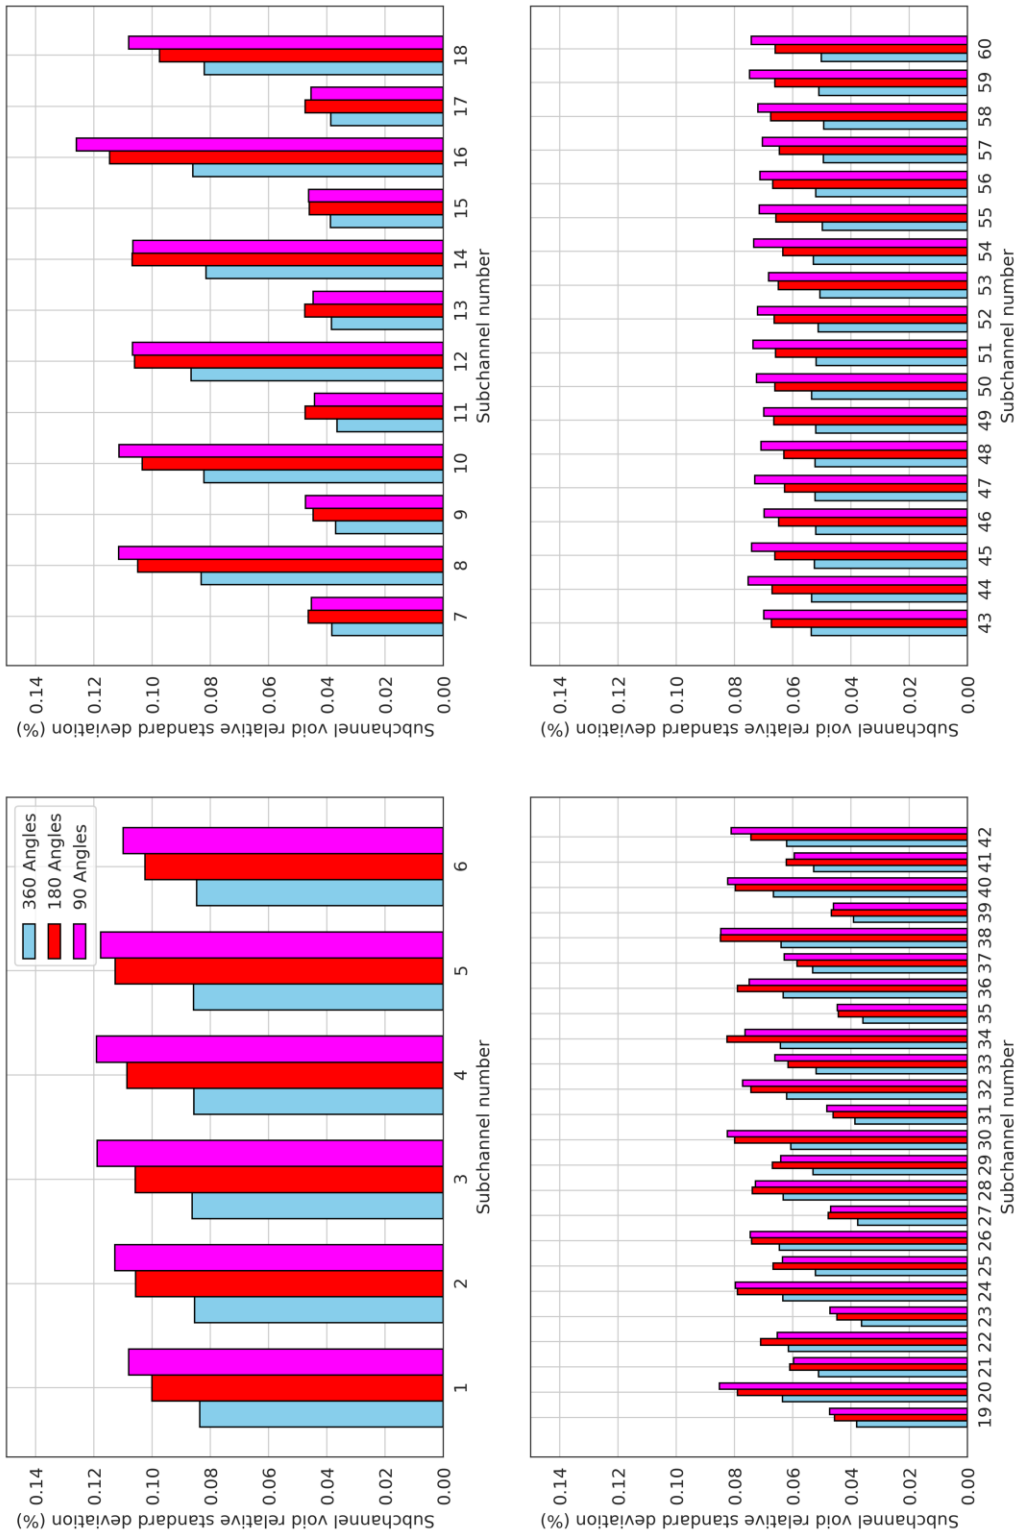 Subchannel void relative standard deviation (%)
0.14
0.12
0.10
0.08
0.06
0.04
0.02
0.00
360 Angles
180 Angles
90 Angles
1 2 3 4 5 6
Subchannel number
Subchannel void relative standard deviation (%)
0.14
0.12
0.10
0.08
0.06
0.04
0.02
0.00
7 8 9 10 11 12 13 14 15 16 17 18
Subchannel number
Subchannel void relative standard deviation (%)
0.14
0.12
0.10
0.08
0.06
0.04
0.02
0.00
19 20 21 22 23 24 25 26 27 28 29 30 31 32 33 34 35 36 37 38 39 40 41 42
Subchannel number
Subchannel void relative standard deviation (%)
0.14
0.12
0.10
0.08
0.06
0.04
0.02
0.00
43 44 45 46 47 48 49 50 51 52 53 54 55 56 57 58 59 60
Subchannel number